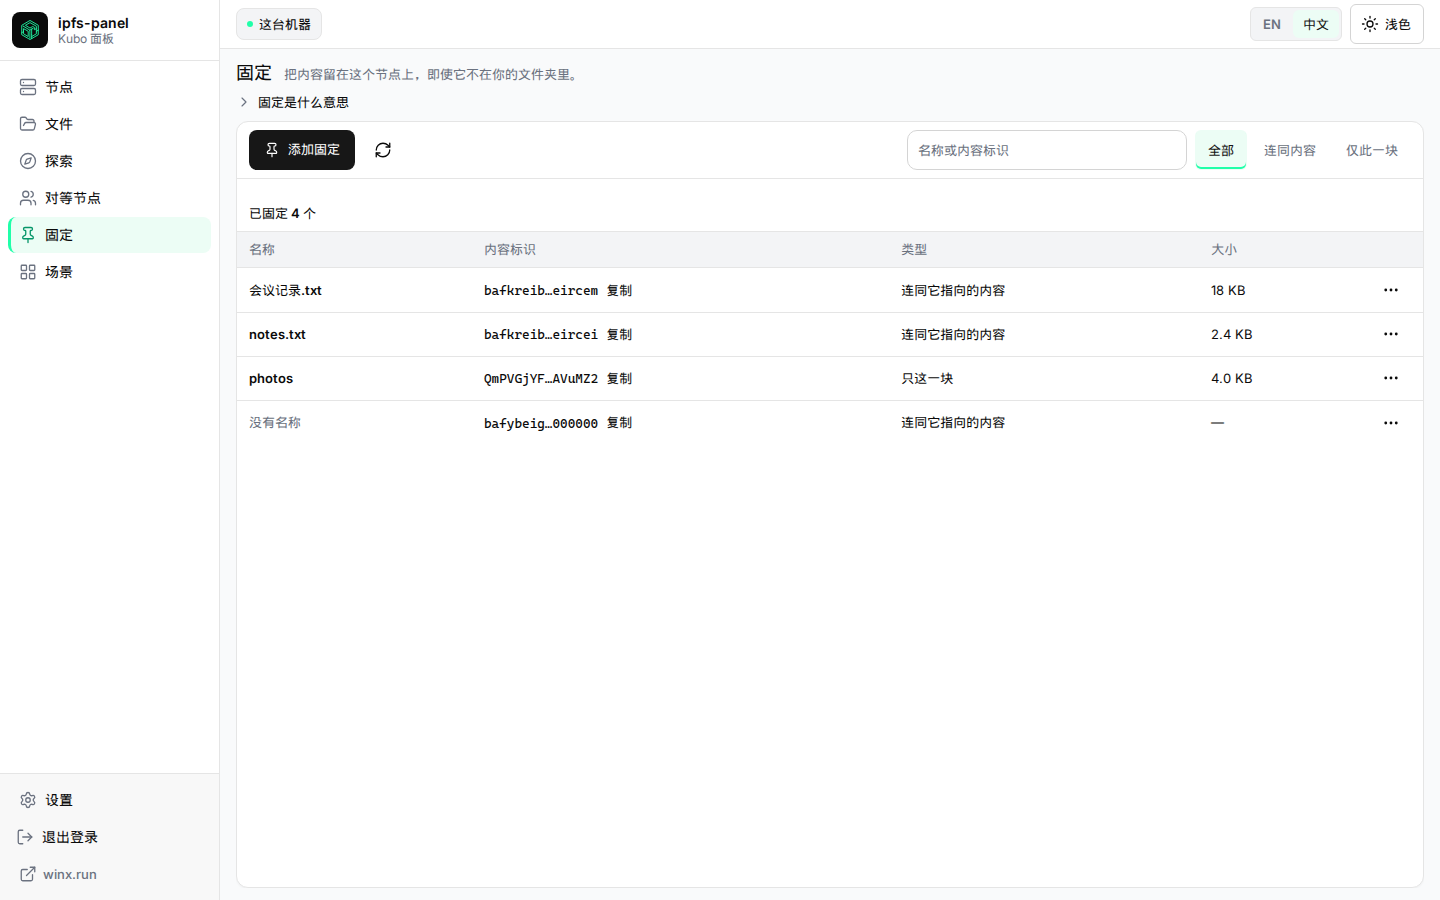 ipfs-panel
Kubo 面板
节点
文件
探索
对等节点
固定
场景
设置
退出登录
winx.run
这台机器
EN 中文 浅色
固定 把内容留在这个节点上，即使它不在你的文件夹里。
固定是什么意思
添加固定 名称或内容标识 全部 连同内容 仅此一块
已固定 4 个
名称 内容标识 类型 大小
会议记录.txt bafkreib…eircem 复制 连同它指向的内容 18 KB
notes.txt bafkreib…eircei 复制 连同它指向的内容 2.4 KB
photos QmPVGjYF…AVuMZ2 复制 只这一块 4.0 KB
没有名称 bafybeig…000000 复制 连同它指向的内容 —